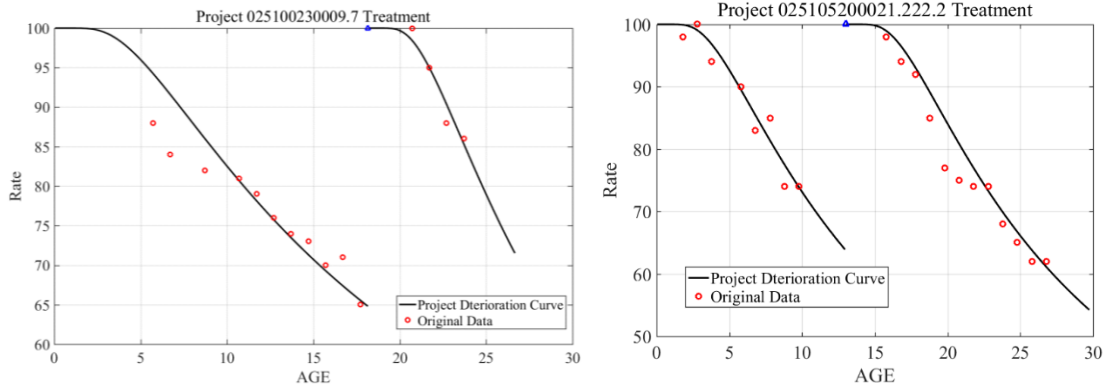 Project 025100230009.7 Treatment
100
95
90
85
80
75
70
65
60
Rate
0 5 10 15 20 25 30
AGE
Project Dterioration Curve
Original Data
Project 025105200021.222.2 Treatment
100
90
80
70
60
50
Rate
0 5 10 15 20 25 30
AGE
Project Dterioration Curve
Original Data